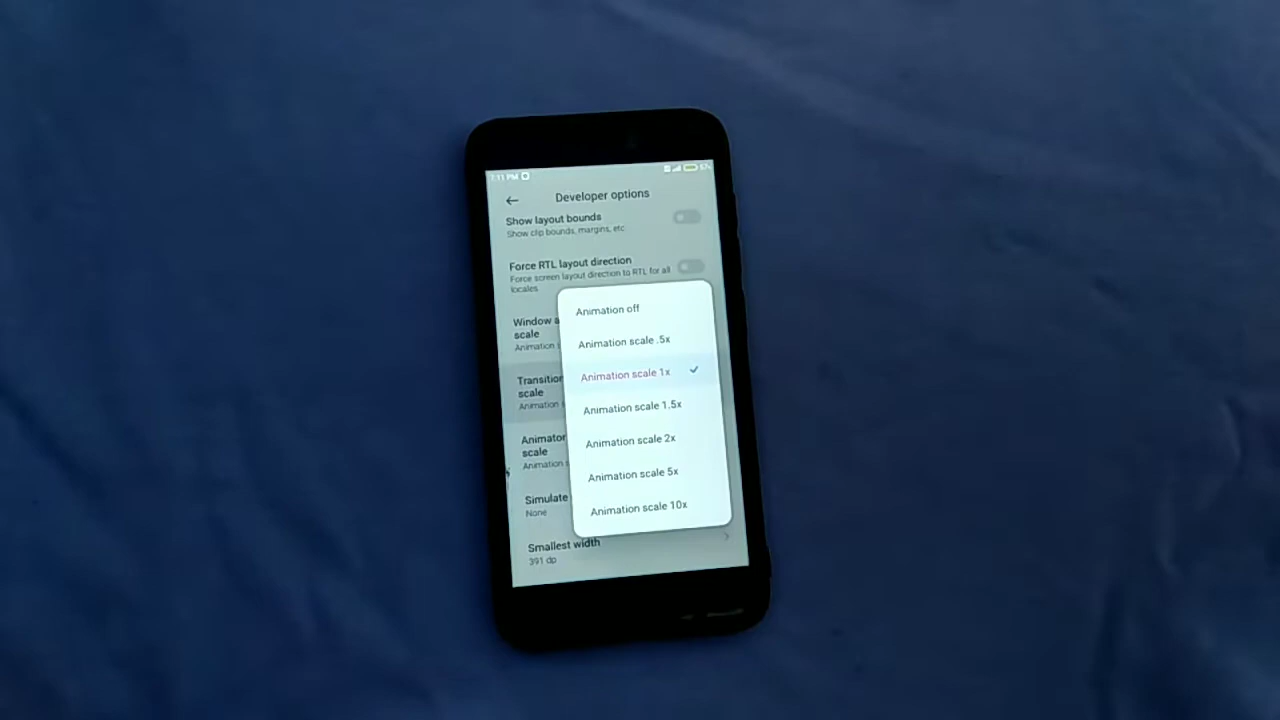 7:11 PM
Developer options
Show layout bounds
Show clip bounds, margins, etc
Force RTL layout direction
Force screen layout direction to RTL for all
locales
Window a
scale
Animation s
Transition
scale
Animation s
Animator
scale
Animation s
Simulate
None
Smallest width
391 dp
Animation off
Animation scale .5x
Animation scale 1x
Animation scale 1.5x
Animation scale 2x
Animation scale 5x
Animation scale 10x